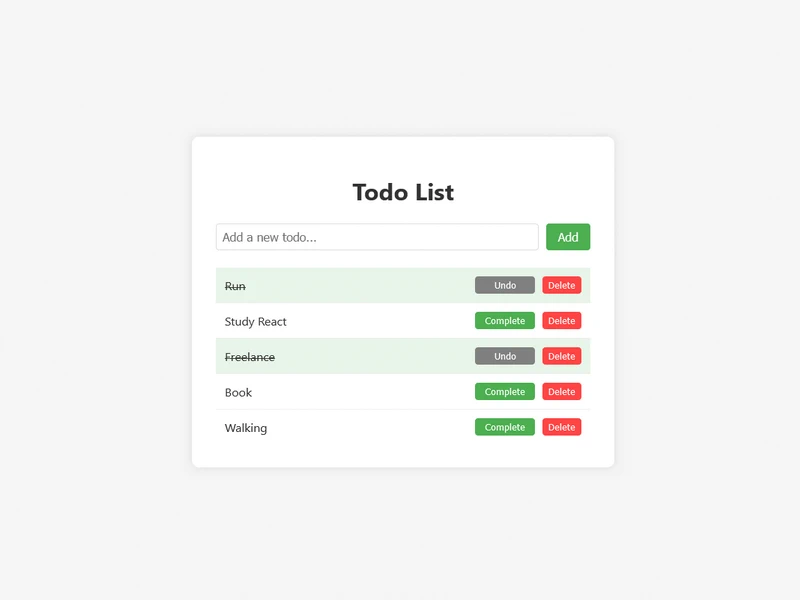 Todo List
Add a new todo... Add
Run Undo Delete
Study React Complete Delete
Freelance Undo Delete
Book Complete Delete
Walking Complete Delete